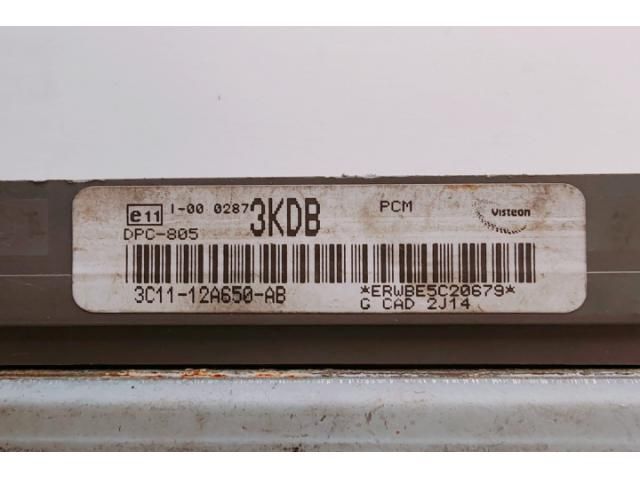 e11 I-00 0287 3KDB PCM Visteon
DPC-805
3C11-12A650-AB *ERWBE5C20679*
G CAD 2J14